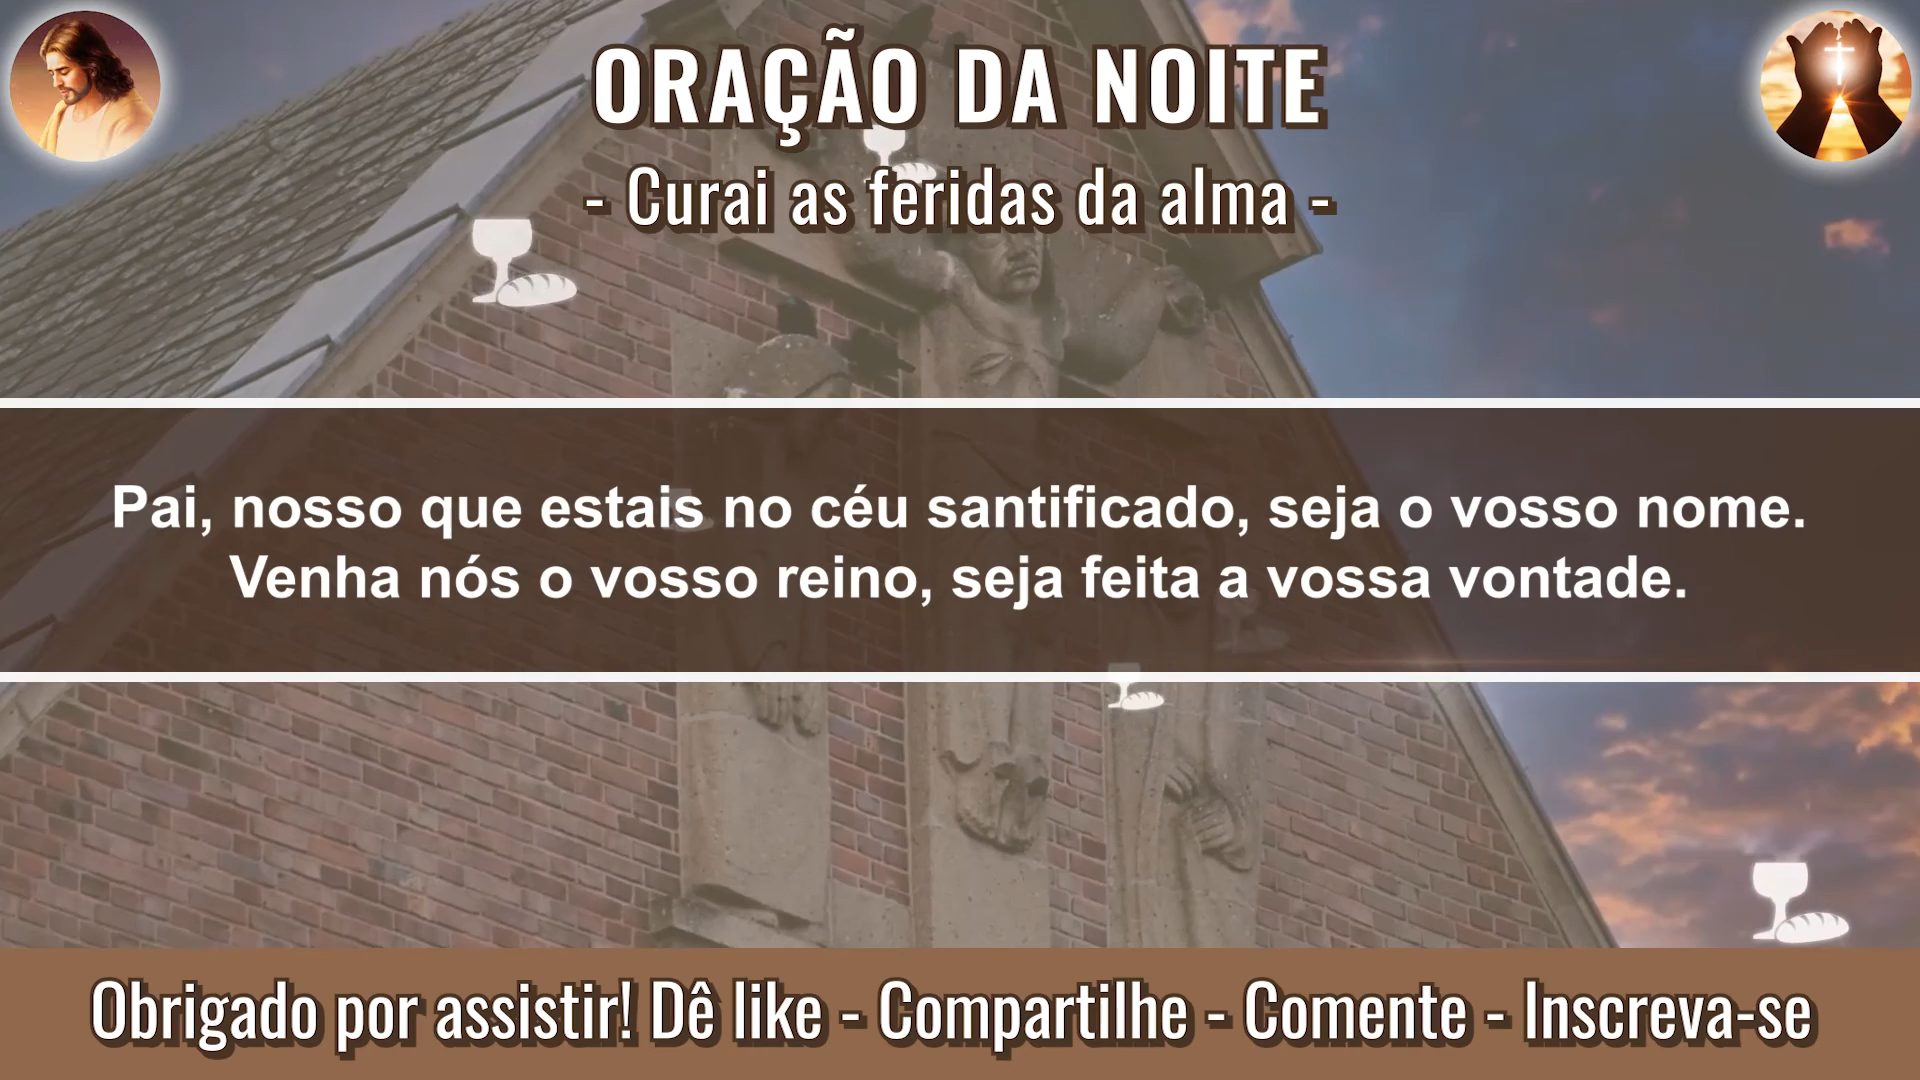 ORAÇÃO DA NOITE
- Curai as feridas da alma -
Pai, nosso que estais no céu santificado, seja o vosso nome.
Venha nós o vosso reino, seja feita a vossa vontade.
Obrigado por assistir! Dê like - Compartilhe - Comente - Inscreva-se